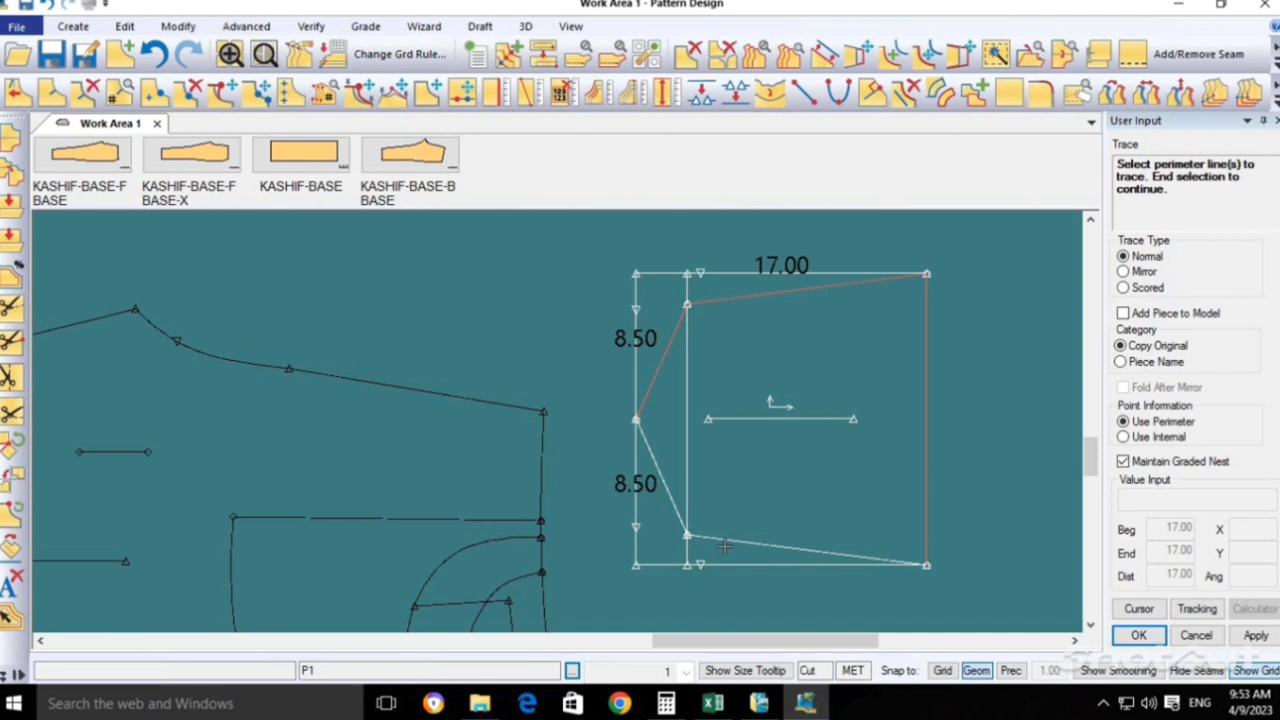 Work Area 1 - Pattern Design
File Create Edit Modify Advanced Verify Grade Wizard Draft 3D View
Change Grd Rule... Add/Remove Seam
123
Work Area 1
User Input
Trace
Select perimeter line(s) to
trace. End selection to
continue.
KASHIF-BASE-F
BASE
KASHIF-BASE-F
BASE-X
KASHIF-BASE
KASHIF-BASE-B
BASE
Trace Type
Normal
Mirror
Scored
Add Piece to Model
Category
Copy Original
Piece Name
Fold After Mirror
Point Information
Use Perimeter
Use Internal
Maintain Graded Nest
Value Input
Beg 17.00 X
End 17.00 Y
Dist 17.00 Ang
Cursor Tracking Calculator
OK Cancel Apply
17.00
8.50
8.50
P1 1 Show Size Tooltip Cut MET Snap to: Grid Geom Prec 1.00 Show Smoothing Hide Seams Show Grid
Search the web and Windows
ENG
9:53 AM
4/9/2023